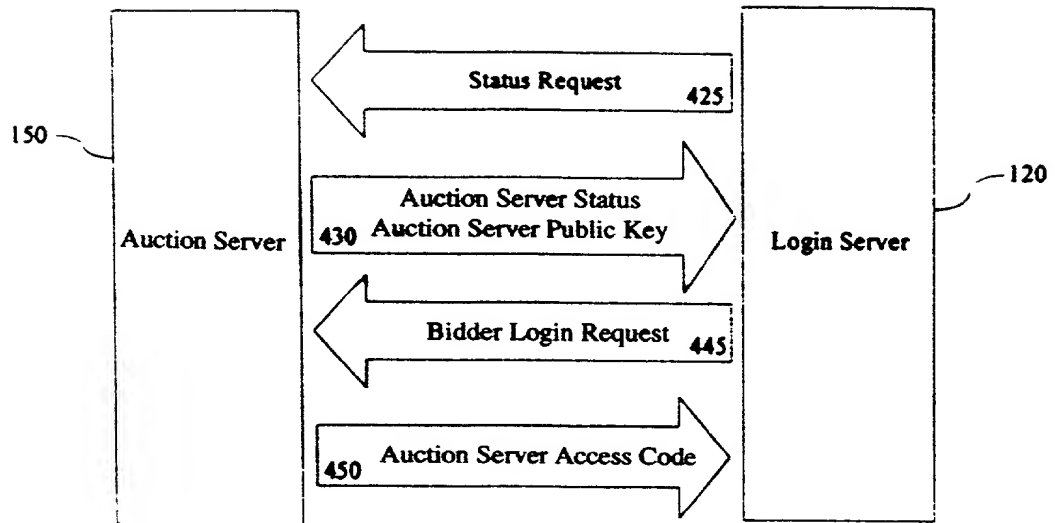 Status Request
425
150
120
Auction Server Status
Auction Server Public Key
430
Auction Server
Login Server
Bidder Login Request
445
Auction Server Access Code
450